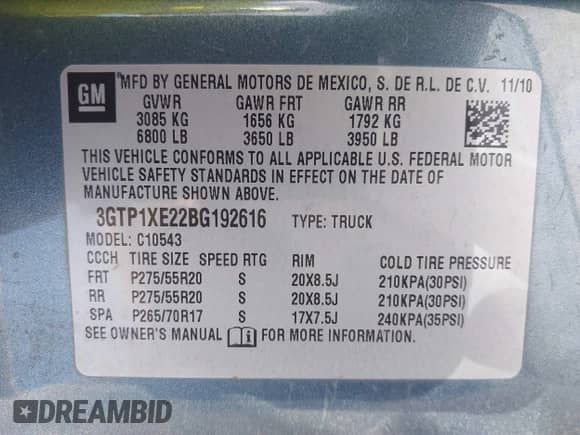 GM MFD BY GENERAL MOTORS DE MEXICO, S. DE R.L. DE C.V. 11/10
GVWR GAWR FRT GAWR RR
3085 KG 1656 KG 1792 KG
6800 LB 3650 LB 3950 LB
THIS VEHICLE CONFORMS TO ALL APPLICABLE U.S. FEDERAL MOTOR
VEHICLE SAFETY STANDARDS IN EFFECT ON THE DATE OF
MANUFACTURE SHOWN ABOVE.
3GTP1XE22BG192616 TYPE: TRUCK
MODEL: C10543
CCCH TIRE SIZE SPEED RTG RIM COLD TIRE PRESSURE
FRT P275/55R20 S 20X8.5J 210KPA(30PSI)
RR P275/55R20 S 20X8.5J 210KPA(30PSI)
SPA P265/70R17 S 17X7.5J 240KPA(35PSI)
SEE OWNER'S MANUAL FOR MORE INFORMATION.
DREAMBID